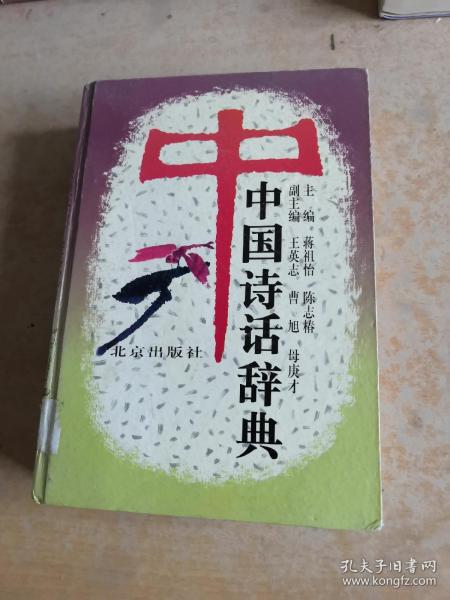 中
中国诗话辞典
主编 蒋祖怡 陈志椿
副主编 王英志 曹旭 母庚才
北京出版社
孔夫子旧书网
www.kongfz.com